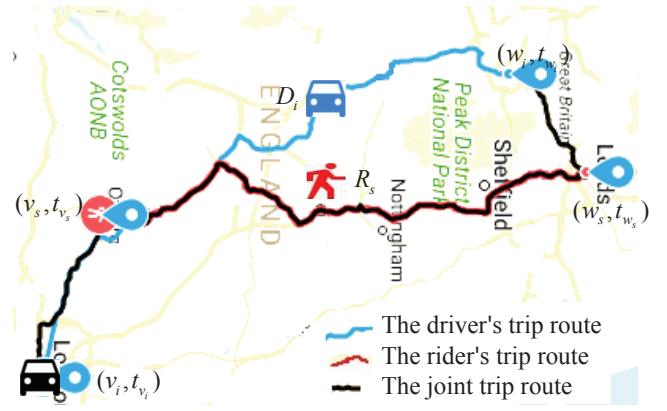 (w_i, t_{w_i})
Great Britain
Cotswolds
AONB
D_i
ENGLAND
Peak District
National Park
Sheffield
R_s
Nottingham
(v_s, t_{v_s})
(w_s, t_{w_s})
(v_i, t_{v_i})
The driver's trip route
The rider's trip route
The joint trip route